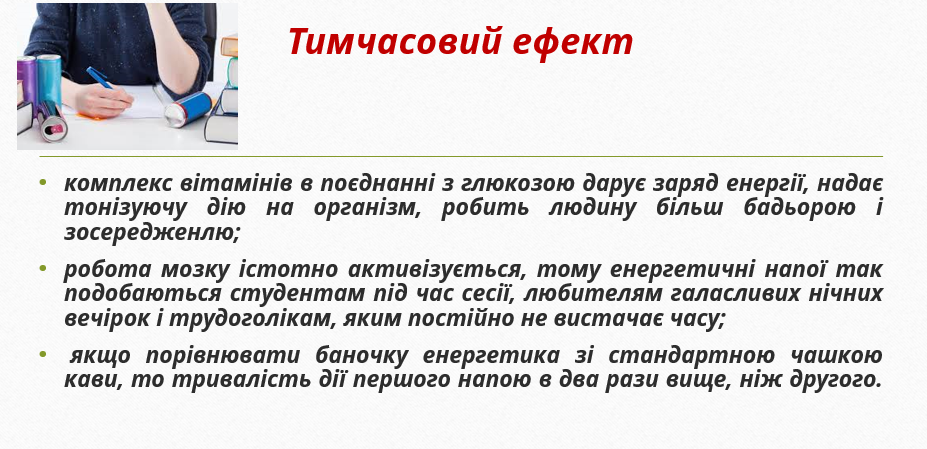 Тимчасовий ефект
• комплекс вітамінів в поєднанні з глюкозою дарує заряд енергії, надає
тонізуючу дію на організм, робить людину більш бадьорою і
зосередженлю;
• робота мозку істотно активізується, тому енергетичні напої так
подобаються студентам під час сесії, любителям галасливих нічних
вечірок і трудоголікам, яким постійно не вистачає часу;
• якщо порівнювати баночку енергетика зі стандартною чашкою
кави, то тривалість дії першого напою в два рази вище, ніж другого.